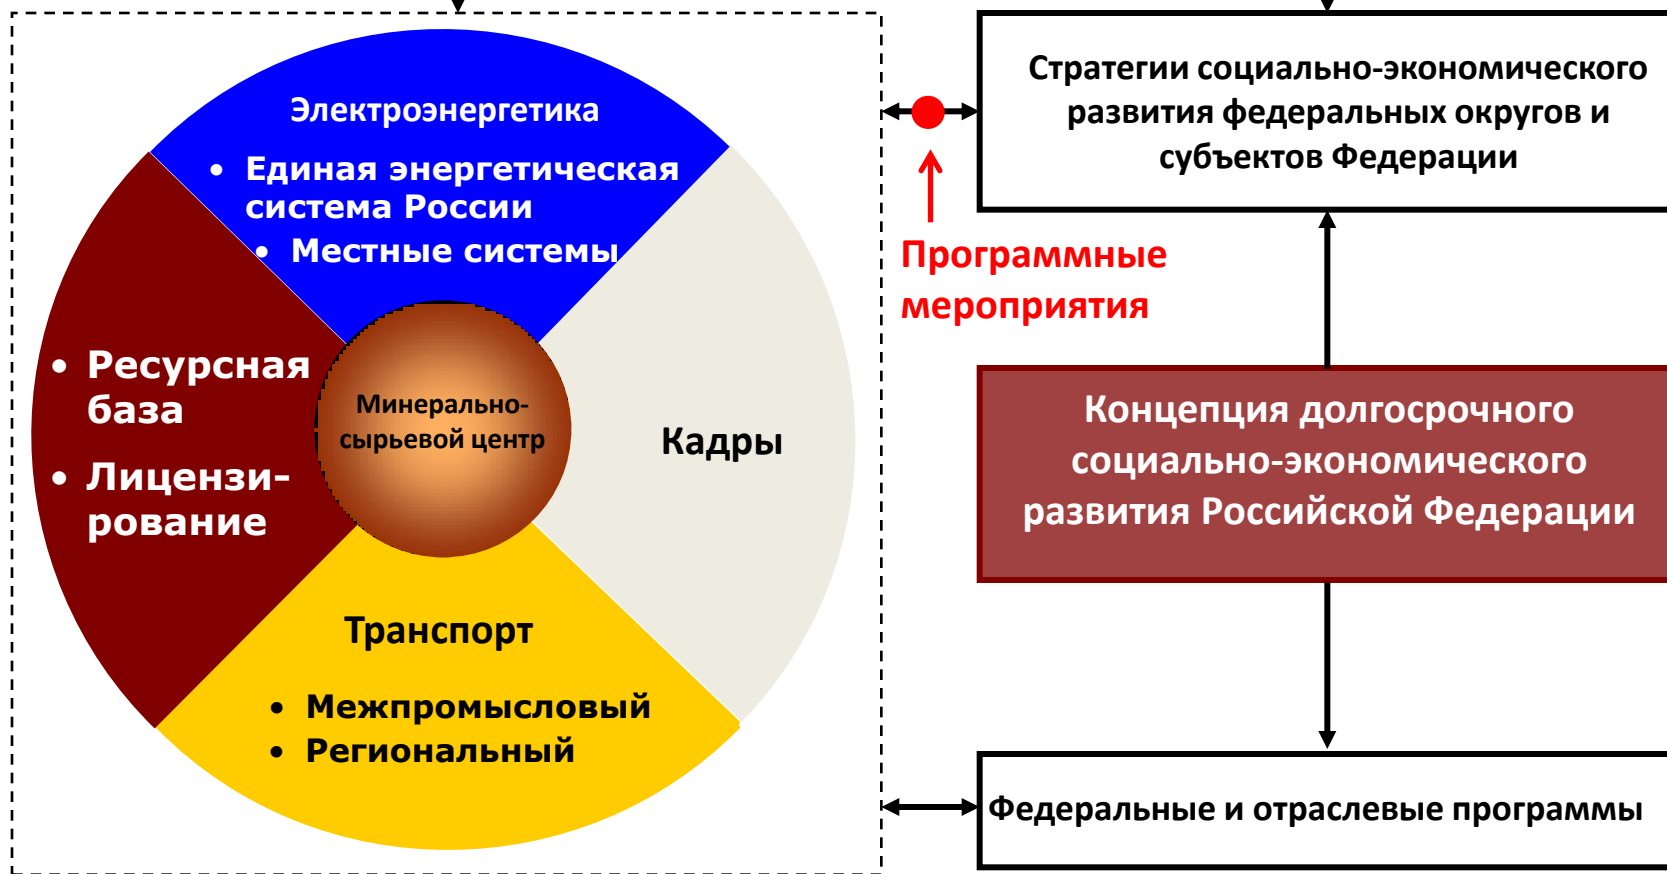 Электроэнергетика
• Единая энергетическая
система России
• Местные системы
• Ресурсная
база
• Лицензи-
рование
Минерально-
сырьевой центр
Кадры
Транспорт
• Межпромысловый
• Региональный
Стратегии социально-экономического
развития федеральных округов и
субъектов Федерации
Программные
мероприятия
Концепция долгосрочного
социально-экономического
развития Российской Федерации
Федеральные и отраслевые программы